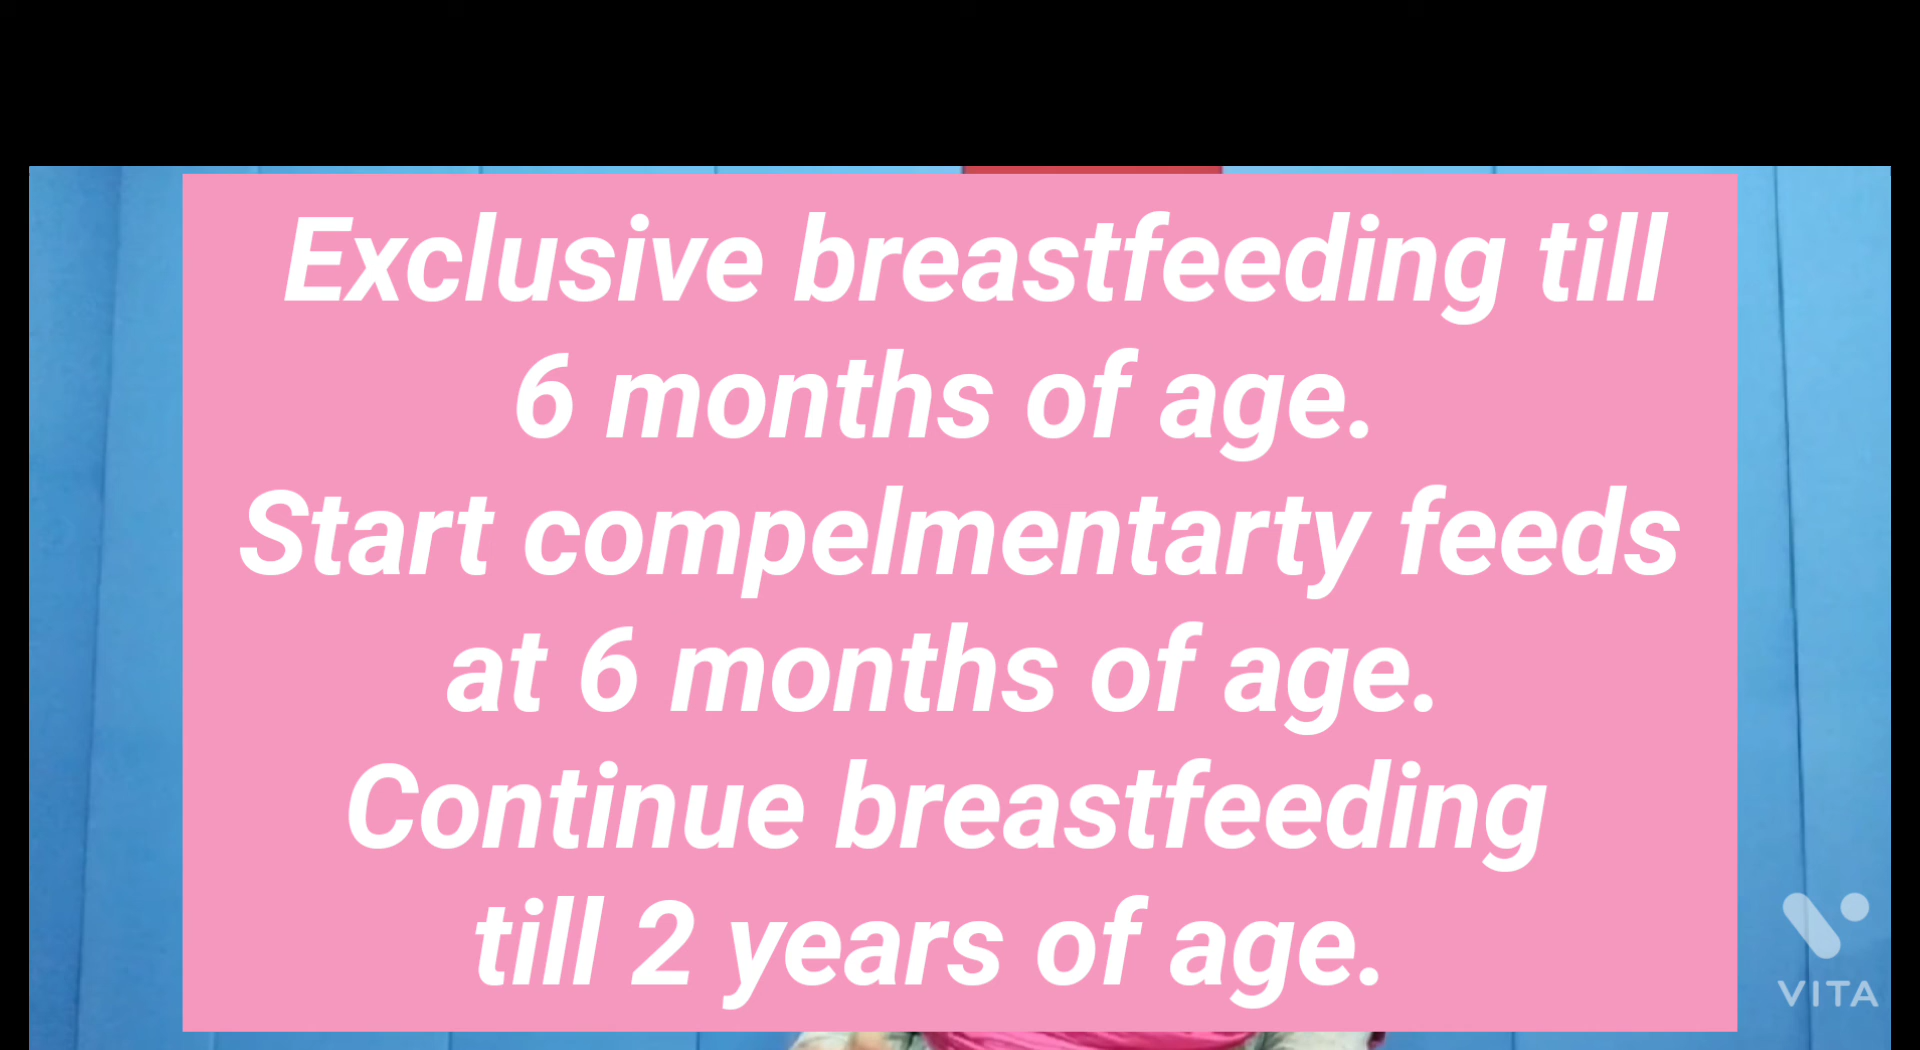 Exclusive breastfeeding till
6 months of age.
Start compelmentarty feeds
at 6 months of age.
Continue breastfeeding
till 2 years of age.
VITA